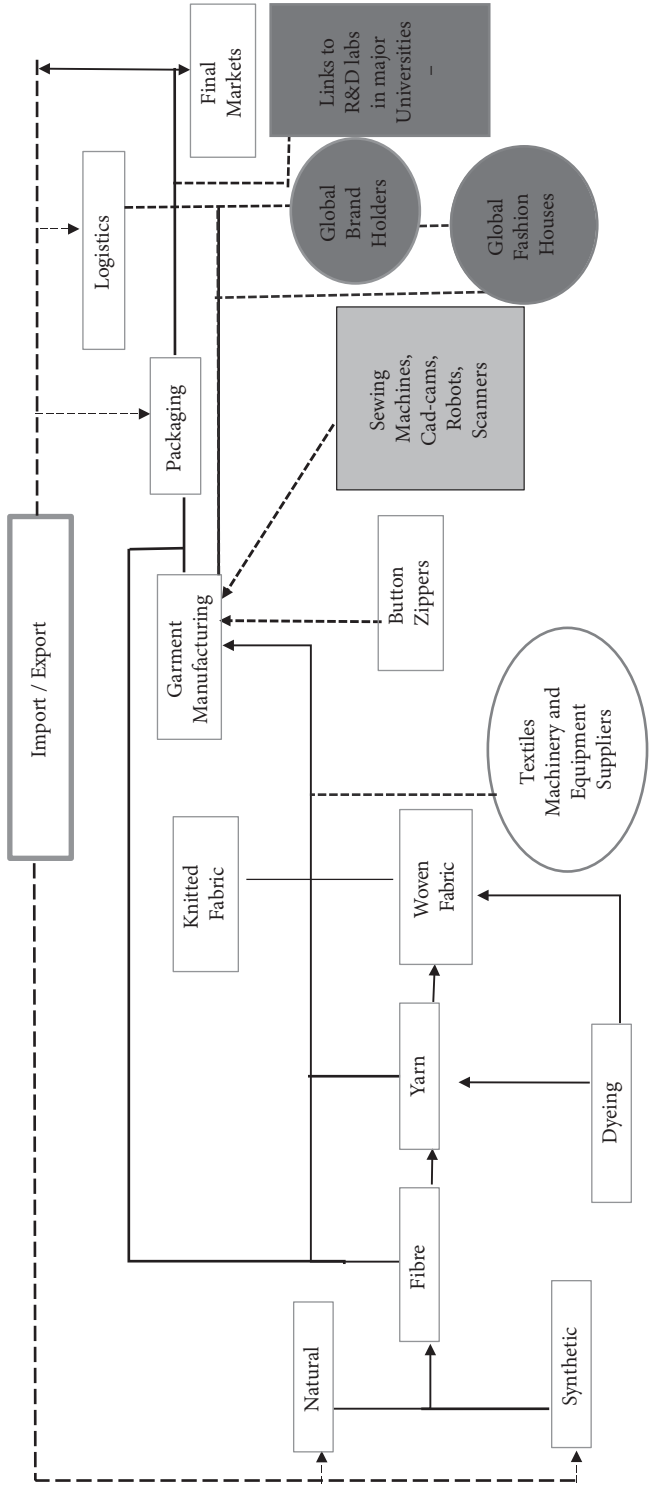 Import / Export
Natural
Synthetic
Fibre
Yarn
Dyeing
Knitted
Fabric
Woven
Fabric
Textiles
Machinery and
Equipment
Suppliers
Garment
Manufacturing
Button
Zippers
Sewing
Machines,
Cad-cams,
Robots,
Scanners
Packaging
Logistics
Final
Markets
Global
Brand
Holders
Global
Fashion
Houses
Links to
R&D labs
in major
Universities
–